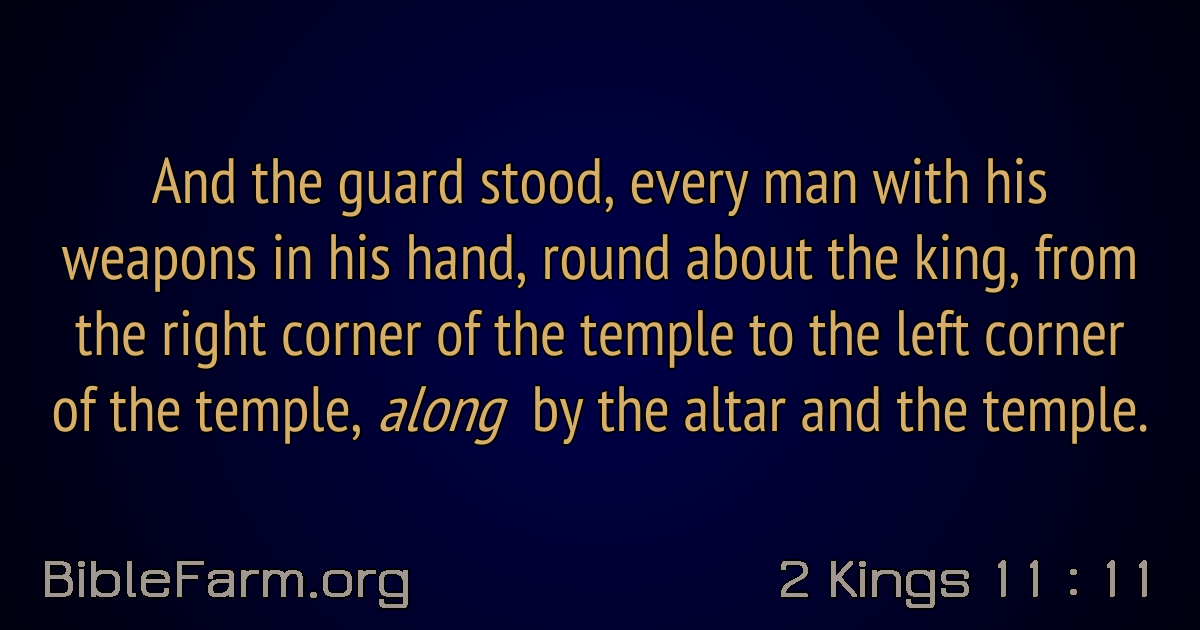 And the guard stood, every man with his
weapons in his hand, round about the king, from
the right corner of the temple to the left corner
of the temple, along by the altar and the temple.
BibleFarm.org
2 Kings 11 : 11